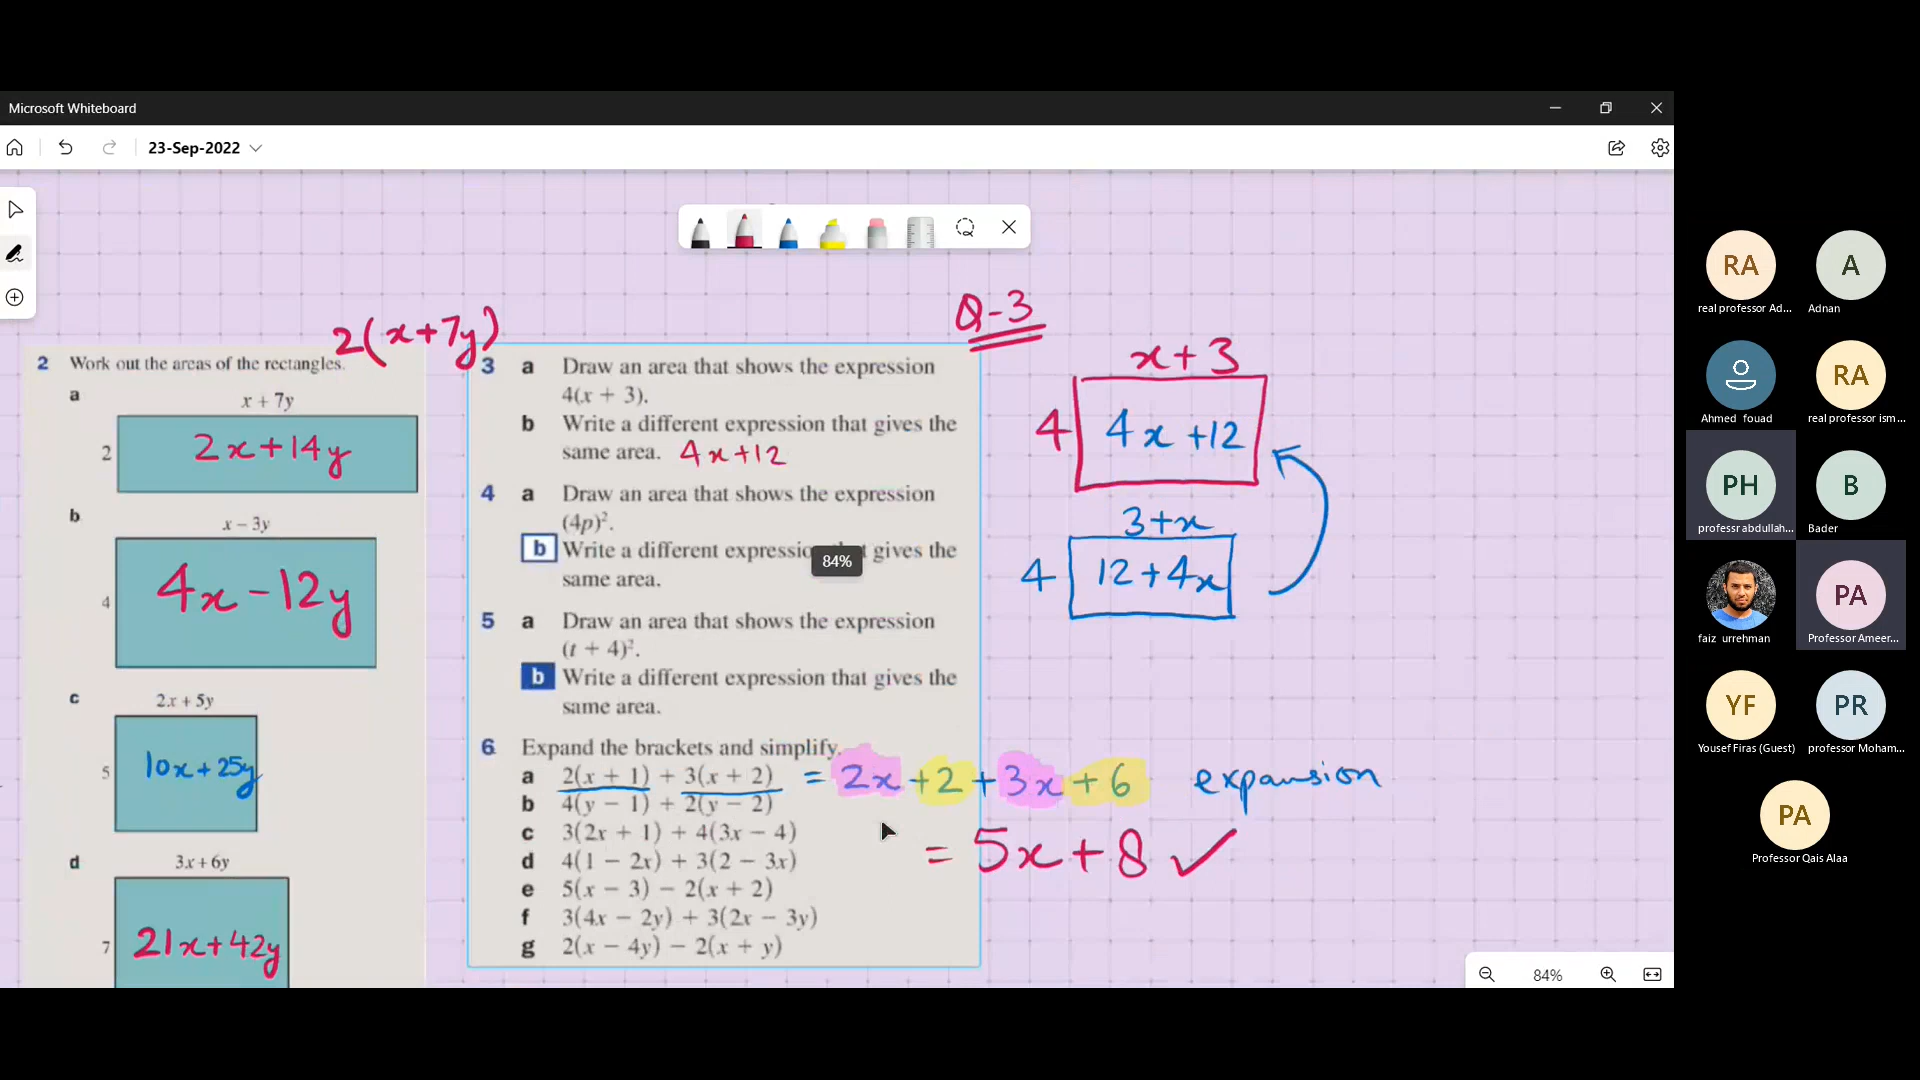 Microsoft Whiteboard
23-Sep-2022
2(x+7y)
2 Work out the areas of the rectangles.
a
x + 7y
2
2x+14y
b
x − 3y
4
4x-12y
c
2x + 5y
5
10x+25y
d
3x + 6y
7
21x+42y
3 a Draw an area that shows the expression
4(x + 3).
b Write a different expression that gives the
same area. 4x+12
4 a Draw an area that shows the expression
(4p)².
b Write a different expressio t gives the
84%
same area.
5 a Draw an area that shows the expression
(t + 4)².
b Write a different expression that gives the
same area.
6 Expand the brackets and simplify.
a 2(x + 1) + 3(x + 2) = 2x +2+ 3x +6 expansion
b 4(y − 1) + 2(y − 2)
c 3(2x + 1) + 4(3x − 4)
= 5x+8 ✓
d 4(1 − 2x) + 3(2 − 3x)
e 5(x − 3) − 2(x + 2)
f 3(4x − 2y) + 3(2x − 3y)
g 2(x − 4y) − 2(x + y)
Q-3
x+3
4
4x+12
3+x
4
12+4x
84%
RA
real professor Ad...
A
Adnan
Ahmed fouad
RA
real professor ism...
PH
professr abdullah...
B
Bader
faiz urrehman
PA
Professor Ameer...
YF
Yousef Firas (Guest)
PR
professor Moham...
PA
Professor Qais Alaa